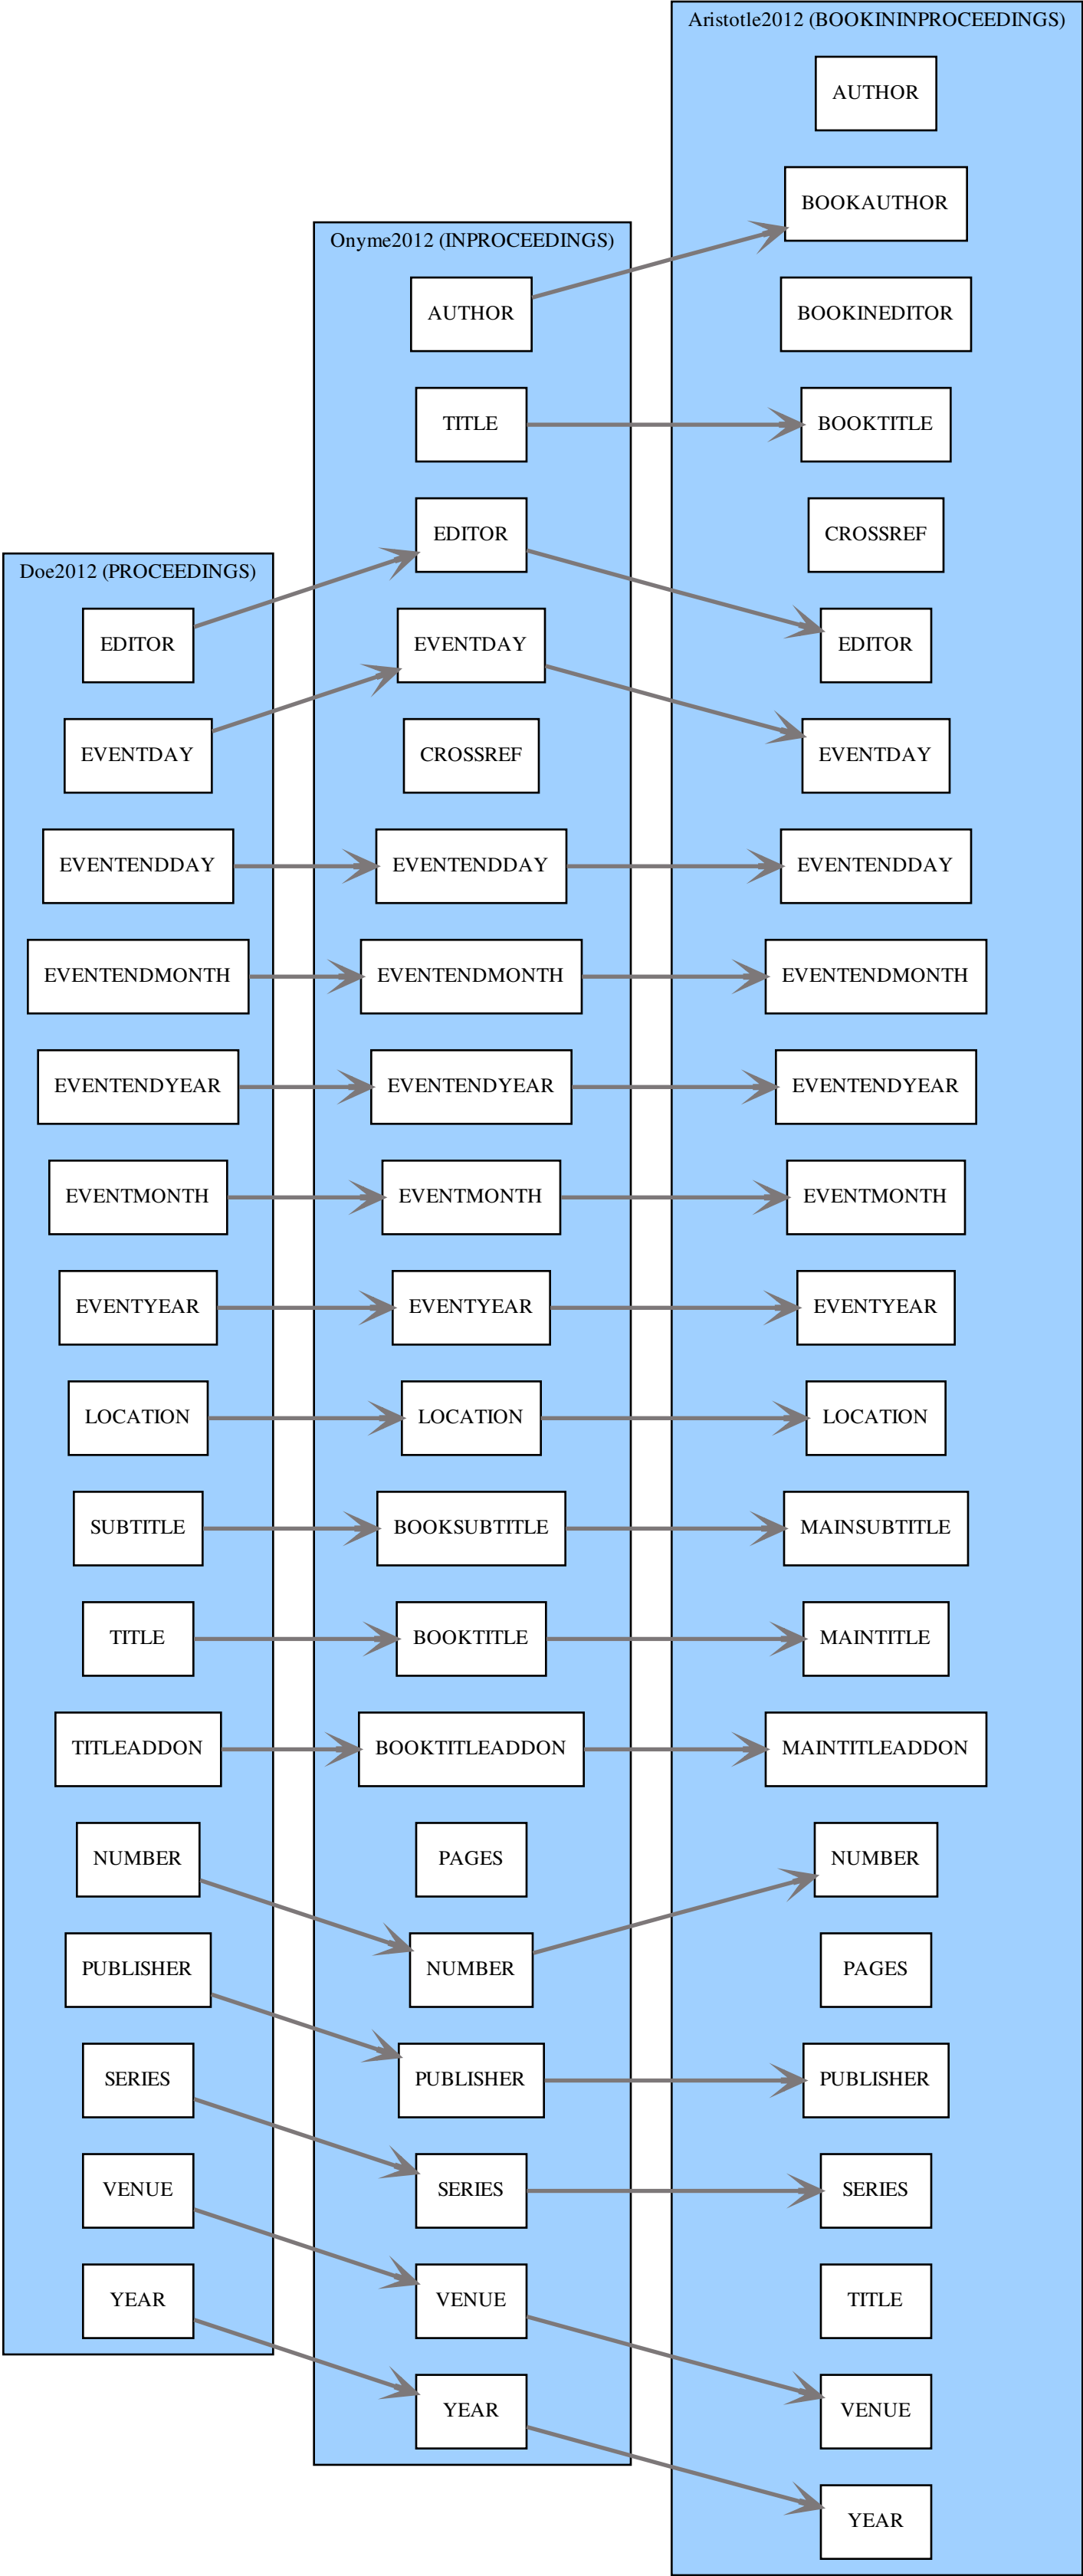 Doe2012 (PROCEEDINGS)
EDITOR
EVENTDAY
EVENTENDDAY
EVENTENDMONTH
EVENTENDYEAR
EVENTMONTH
EVENTYEAR
LOCATION
SUBTITLE
TITLE
TITLEADDON
NUMBER
PUBLISHER
SERIES
VENUE
YEAR
Onyme2012 (INPROCEEDINGS)
AUTHOR
TITLE
EDITOR
EVENTDAY
CROSSREF
EVENTENDDAY
EVENTENDMONTH
EVENTENDYEAR
EVENTMONTH
EVENTYEAR
LOCATION
BOOKSUBTITLE
BOOKTITLE
BOOKTITLEADDON
PAGES
NUMBER
PUBLISHER
SERIES
VENUE
YEAR
Aristotle2012 (BOOKININPROCEEDINGS)
AUTHOR
BOOKAUTHOR
BOOKINEDITOR
BOOKTITLE
CROSSREF
EDITOR
EVENTDAY
EVENTENDDAY
EVENTENDMONTH
EVENTENDYEAR
EVENTMONTH
EVENTYEAR
LOCATION
MAINSUBTITLE
MAINTITLE
MAINTITLEADDON
NUMBER
PAGES
PUBLISHER
SERIES
TITLE
VENUE
YEAR